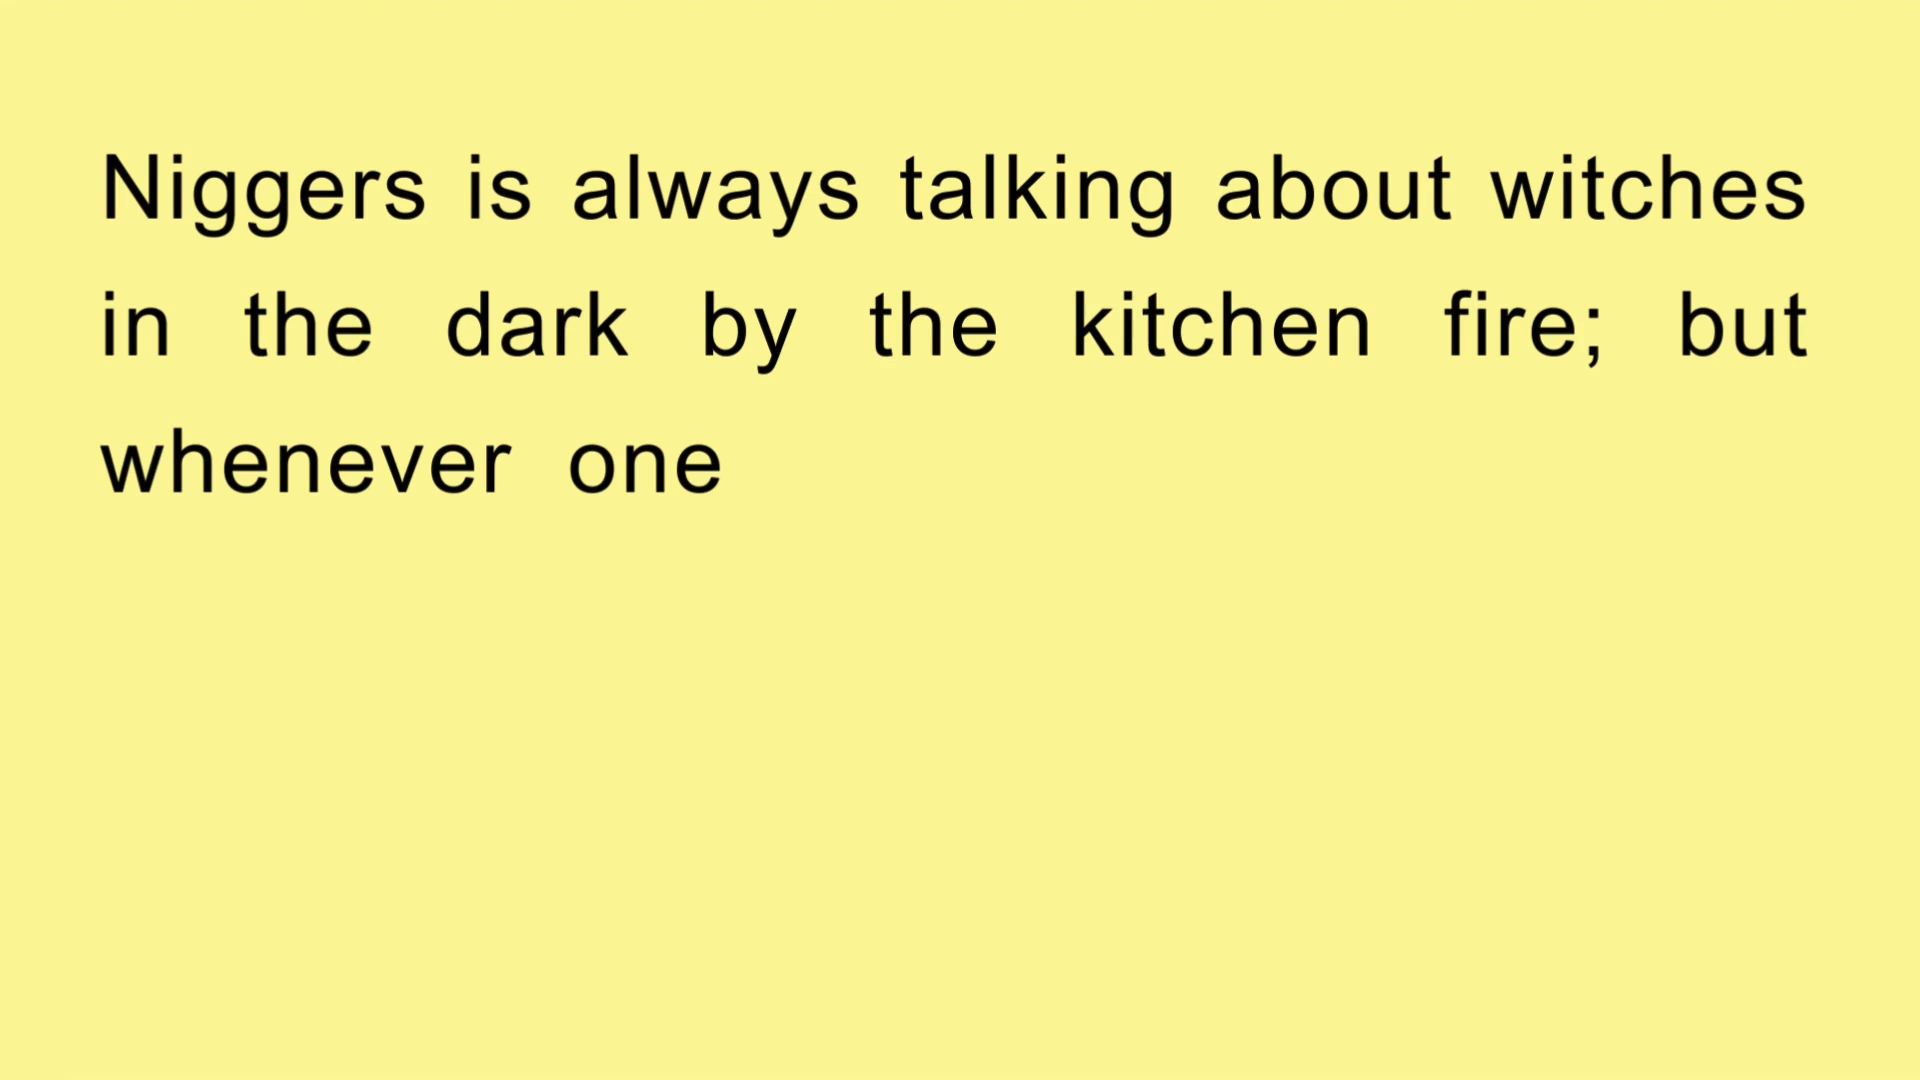 Niggers is always talking about witches
in the dark by the kitchen fire; but
whenever one